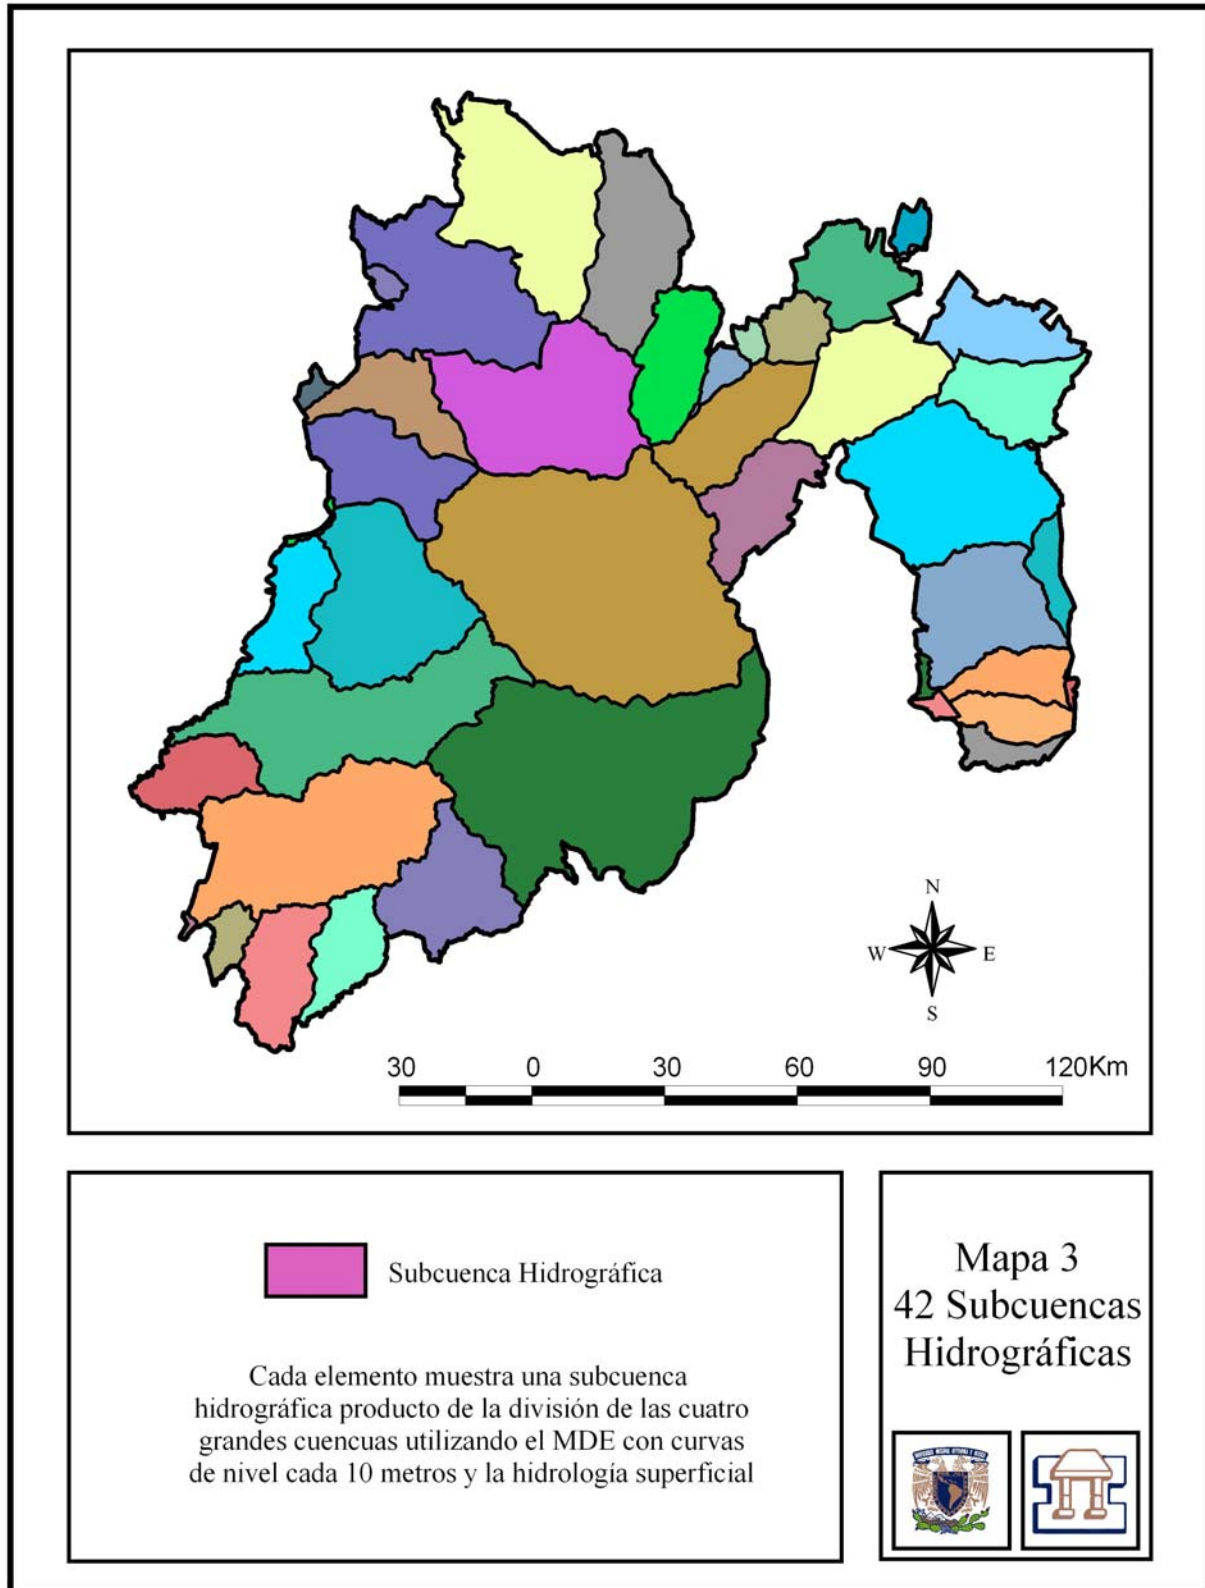 N
W
E
S
30 0 30 60 90 120Km
Subcuenca Hidrográfica
Cada elemento muestra una subcuenca
hidrográfica producto de la división de las cuatro
grandes cuencuas utilizando el MDE con curvas
de nivel cada 10 metros y la hidrología superficial
Mapa 3
42 Subcuencas
Hidrográficas